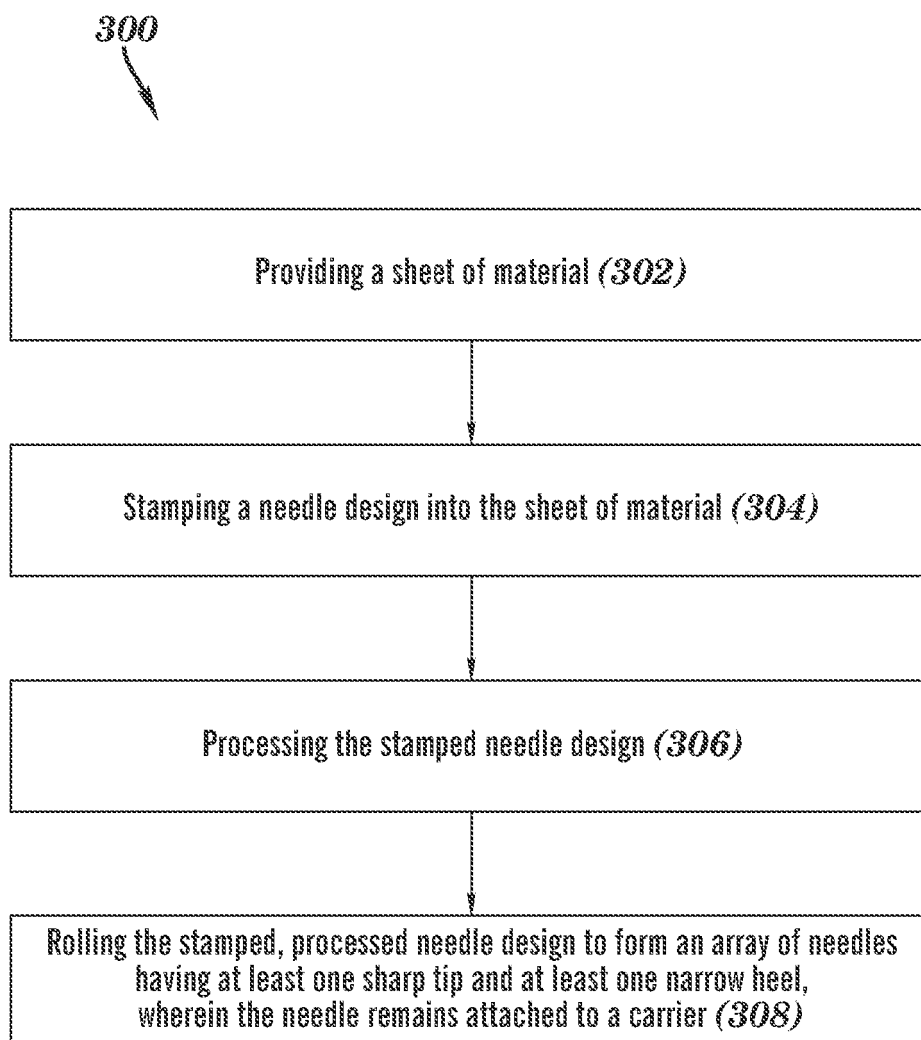 300
Providing a sheet of material (302)
Stamping a needle design into the sheet of material (304)
Processing the stamped needle design (306)
Rolling the stamped, processed needle design to form an array of needles
having at least one sharp tip and at least one narrow heel,
wherein the needle remains attached to a carrier (308)